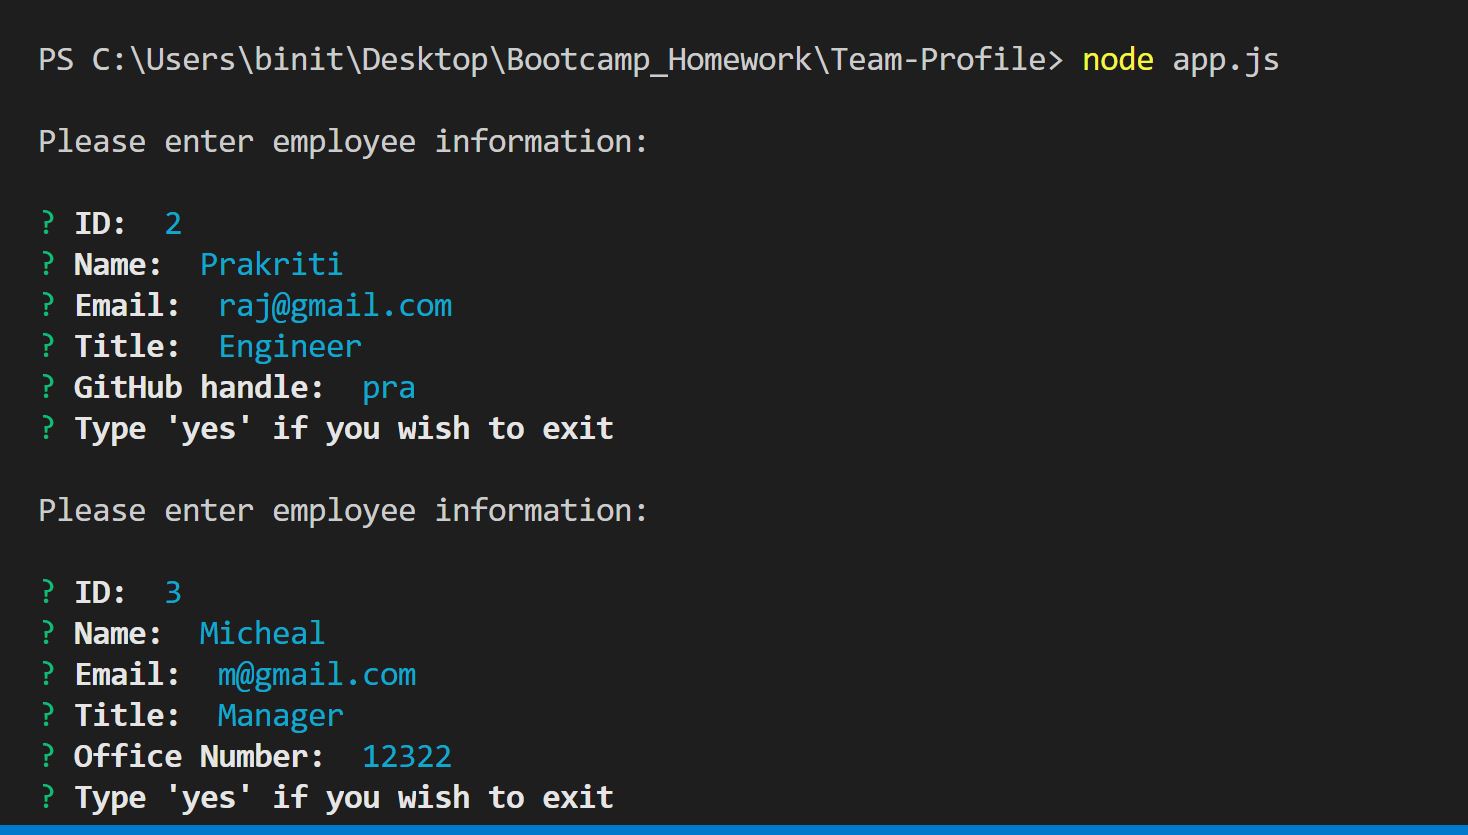 PS C:\Users\binit\Desktop\Bootcamp_Homework\Team-Profile> node app.js
Please enter employee information:
? ID:  2
? Name:  Prakriti
? Email:  raj@gmail.com
? Title:  Engineer
? GitHub handle:  pra
? Type 'yes' if you wish to exit
Please enter employee information:
? ID:  3
? Name:  Micheal
? Email:  m@gmail.com
? Title:  Manager
? Office Number:  12322
? Type 'yes' if you wish to exit